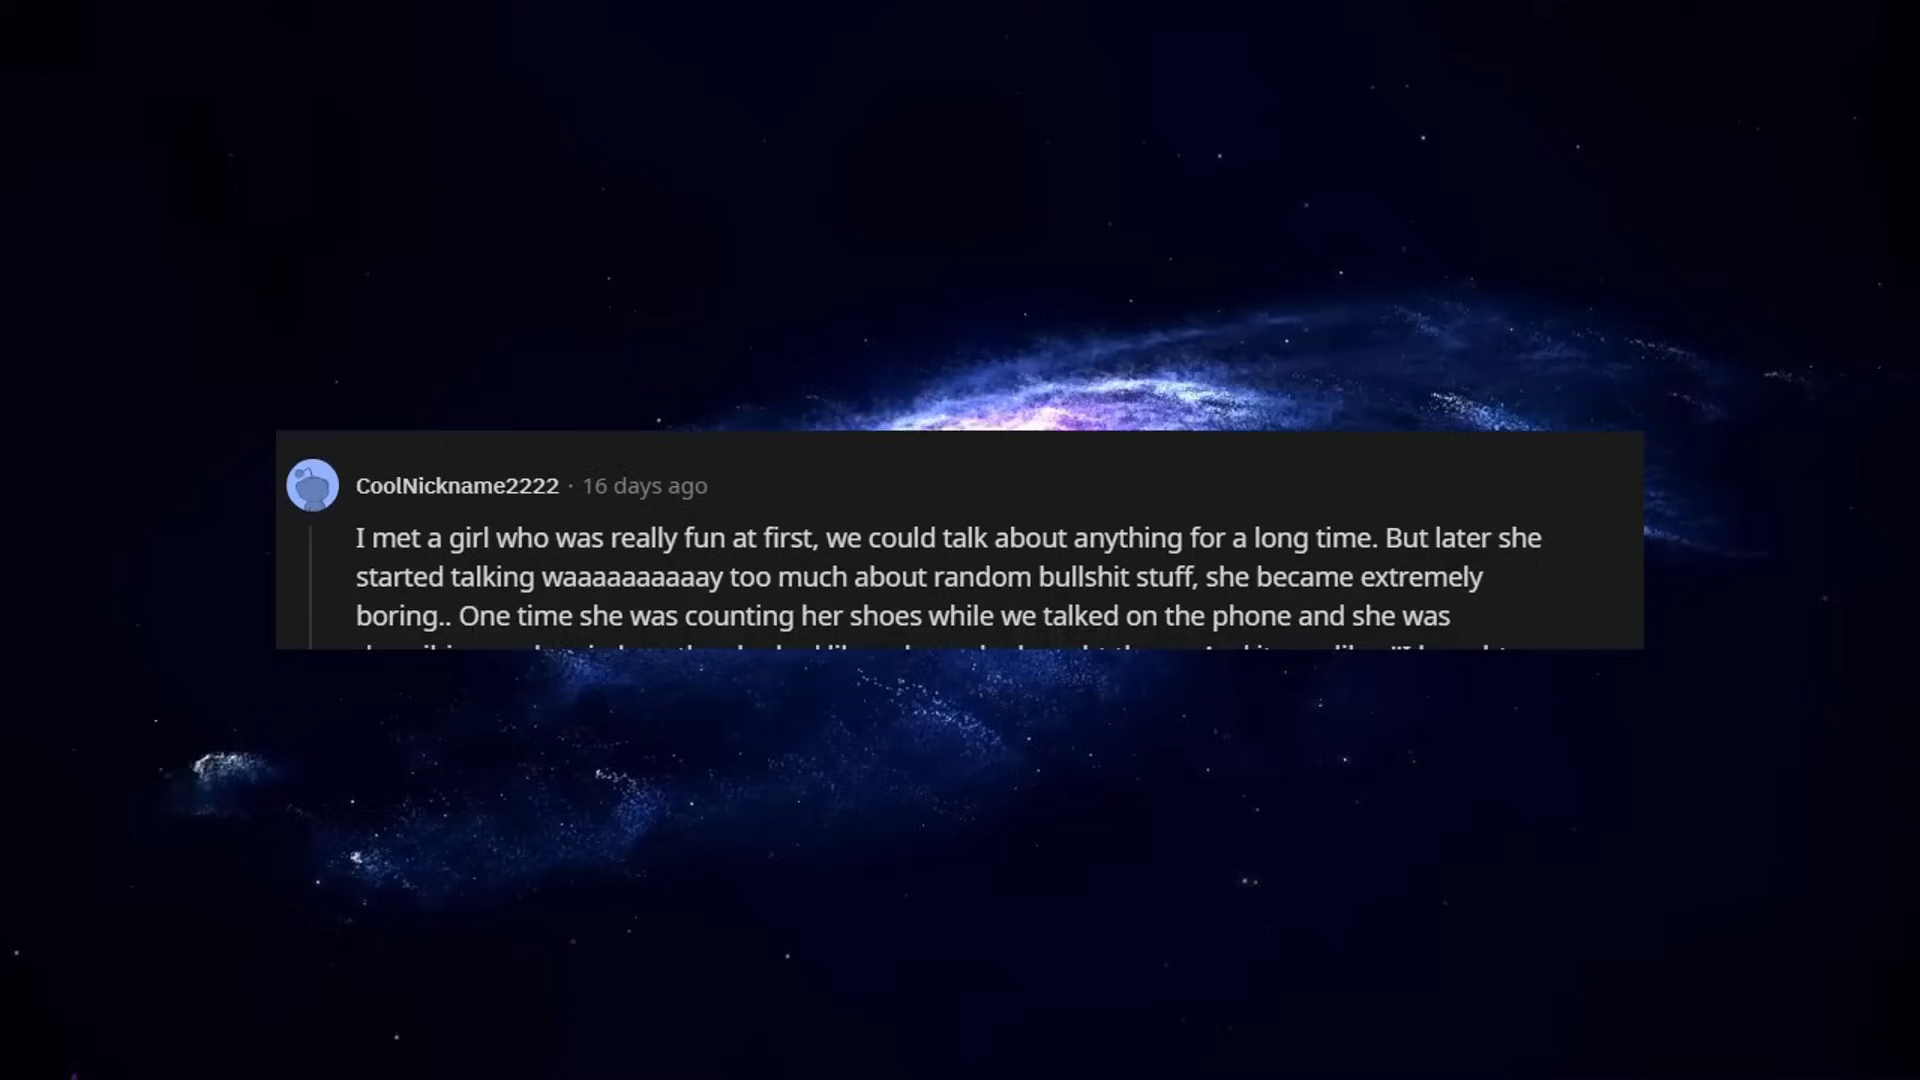 CoolNickname2222 · 16 days ago
I met a girl who was really fun at first, we could talk about anything for a long time. But later she
started talking waaaaaaaaaay too much about random bullshit stuff, she became extremely
boring.. One time she was counting her shoes while we talked on the phone and she was